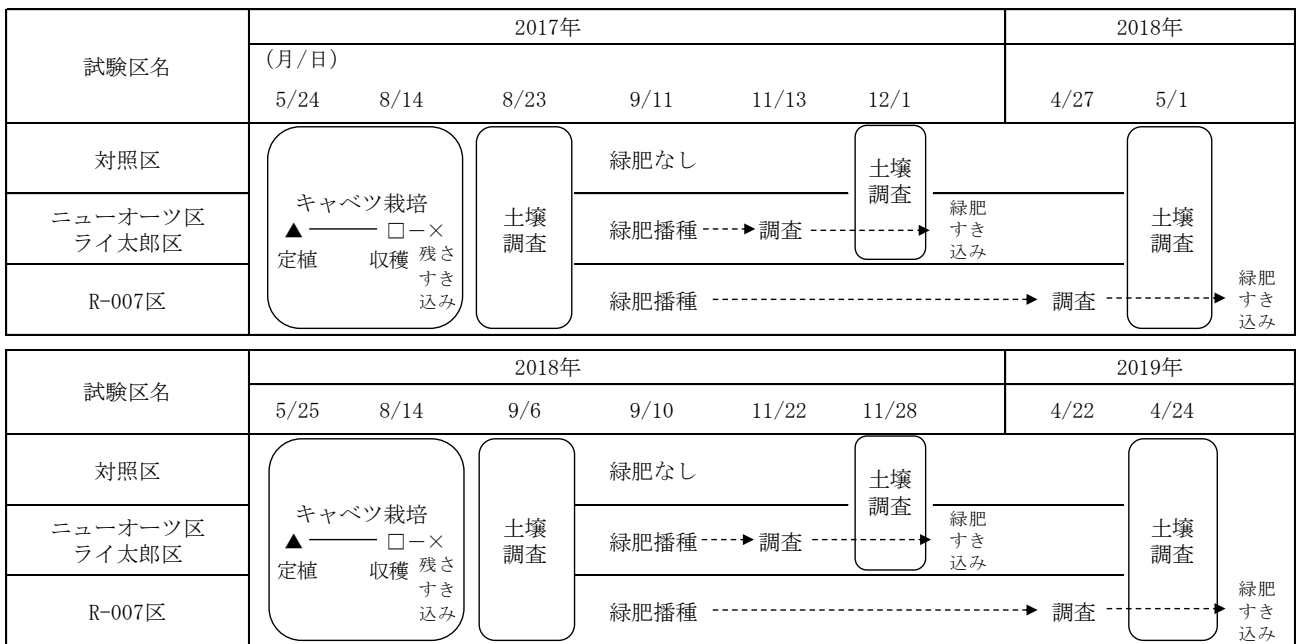 試験区名
2017年
2018年
(月/日)
5/24 8/14 8/23 9/11 11/13 12/1 4/27 5/1
対照区
緑肥なし
ニューオーツ区
ライ太郎区
キャベツ栽培
▲ □-×
定植 収穫 残さ
すき
込み
土壌
調査
緑肥播種 調査
土壌
調査
緑肥
すき
込み
土壌
調査
R-007区
緑肥播種 調査
緑肥
すき
込み
試験区名
2018年
2019年
5/25 8/14 9/6 9/10 11/22 11/28 4/22 4/24
対照区
緑肥なし
ニューオーツ区
ライ太郎区
キャベツ栽培
▲ □-×
定植 収穫 残さ
すき
込み
土壌
調査
緑肥播種 調査
土壌
調査
緑肥
すき
込み
土壌
調査
R-007区
緑肥播種 調査
緑肥
すき
込み